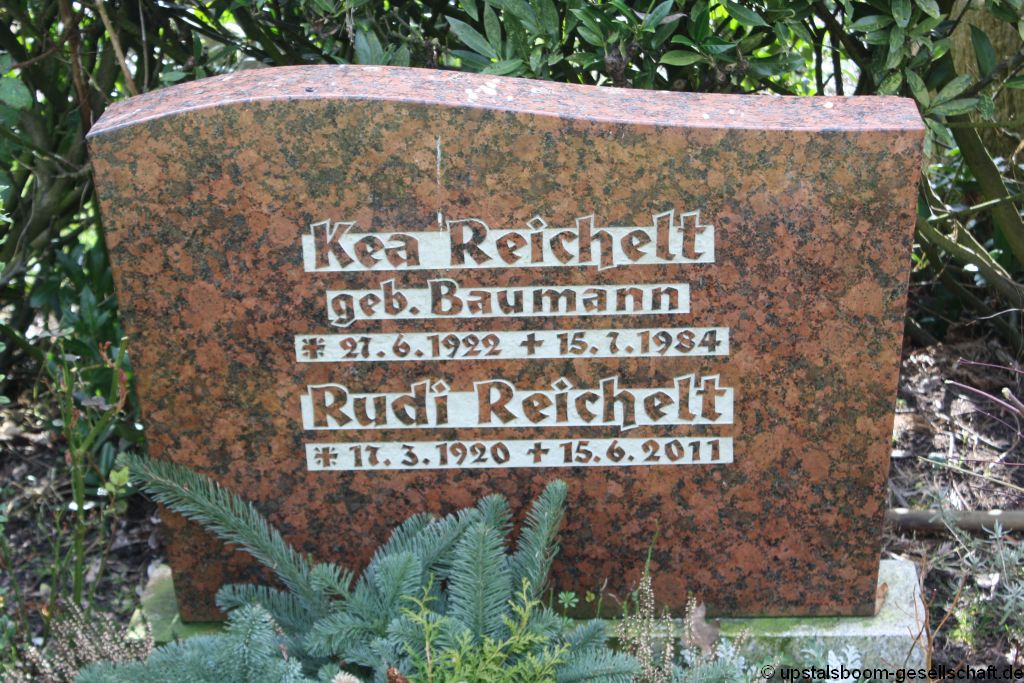 Kea Reichelt
geb. Baumann
* 27.6.1922 + 15.7.1984
Rudi Reichelt
* 17.3.1920 + 15.6.2011
© upstalsboom-gesellschaft.de